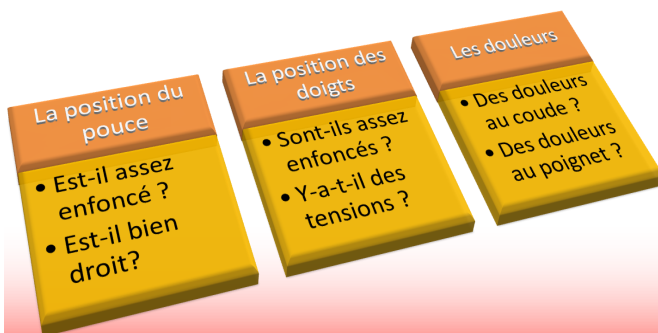 La position du
pouce
• Est-il assez
enfoncé ?
• Est-il bien
droit?
La position des
doigts
• Sont-ils assez
enfoncés ?
• Y-a-t-il des
tensions ?
Les douleurs
• Des douleurs
au coude ?
• Des douleurs
au poignet ?